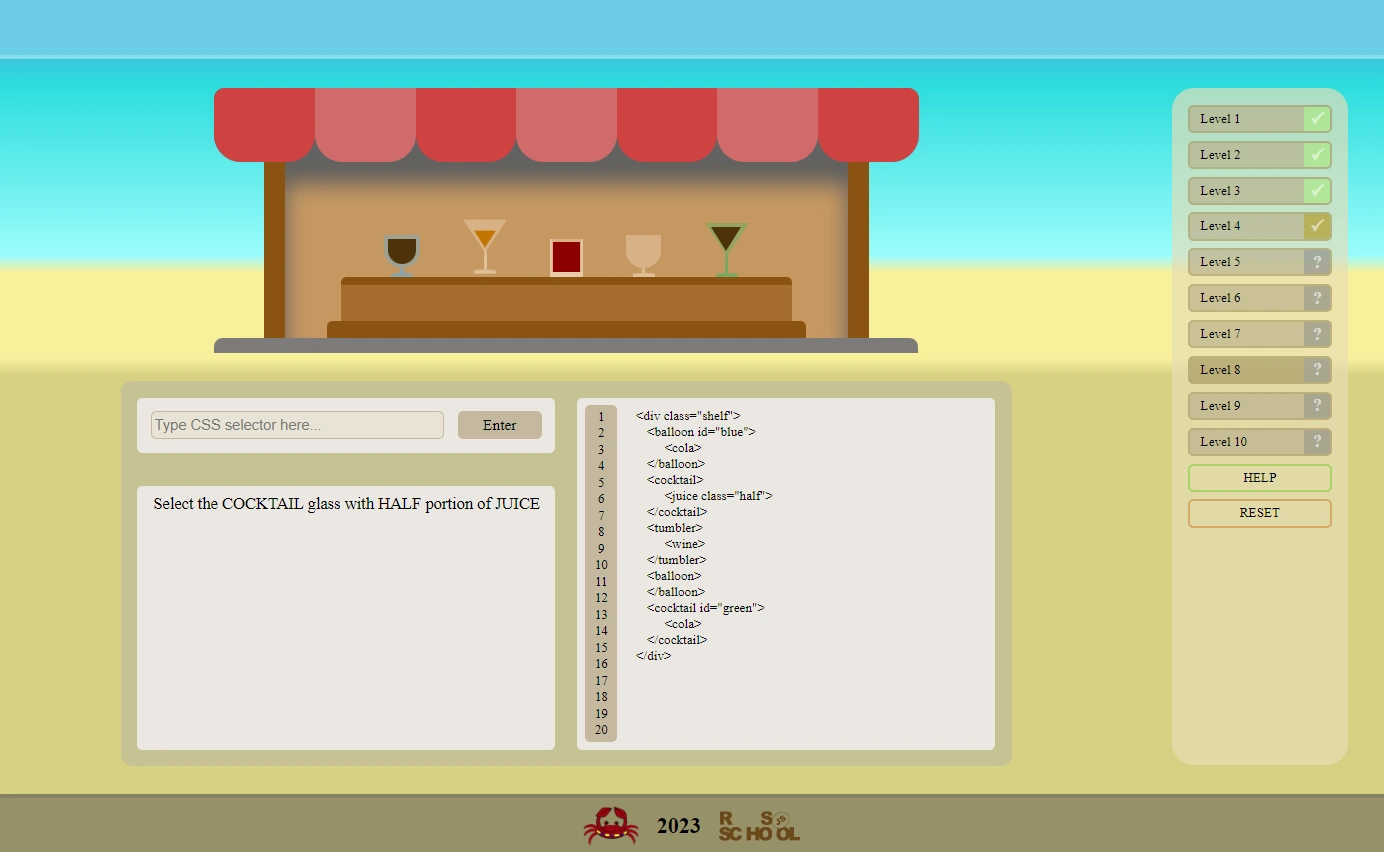 Level 1
Level 2
Level 3
Level 4
Level 5 ?
Level 6 ?
Level 7 ?
Level 8 ?
Level 9 ?
Level 10 ?
HELP
RESET
Type CSS selector here...
Enter
Select the COCKTAIL glass with HALF portion of JUICE
1 <div class="shelf">
2 <balloon id="blue">
3 <cola>
4 </balloon>
5 <cocktail>
6 <juice class="half">
7 </cocktail>
8 <tumbler>
9 <wine>
10 </tumbler>
11 <balloon>
12 </balloon>
13 <cocktail id="green">
14 <cola>
15 </cocktail>
16 </div>
17
18
19
20
2023
R S JS
SCHOOL